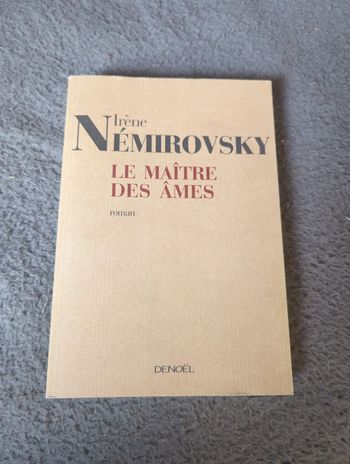 Irène
NÉMIROVSKY
LE MAÎTRE
DES ÂMES
roman
DENOËL